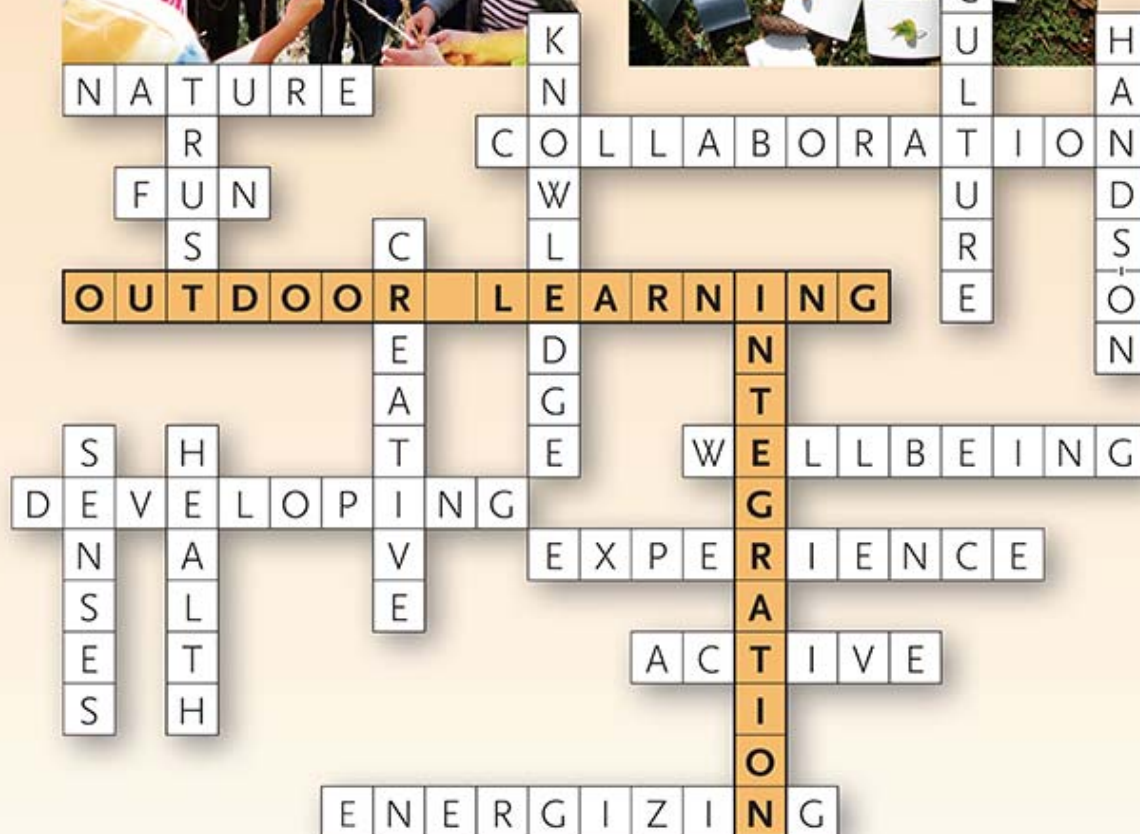 KNOWLEDGE
CULTURE
HANDS-ON
NATURE
TRUST
COLLABORATION
FUN
CREATIVE
OUTDOOR LEARNING
INTEGRATION
SENSES
HEALTH
WELLBEING
DEVELOPING
EXPERIENCE
ACTIVE
ENERGIZING